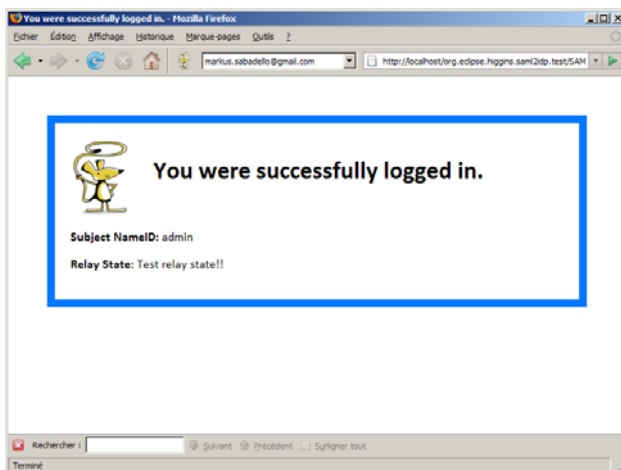 You were successfully logged in. - Mozilla Firefox
Fichier Édition Affichage Historique Marque-pages Outils ?
markus.sabadello@gmail.com http://localhost/org.eclipse.higgins.saml2idp.test/SAM
You were successfully logged in.
Subject NameID: admin
Relay State: Test relay state!!
Rechercher : Suivant Précédent Surligner tout
Terminé